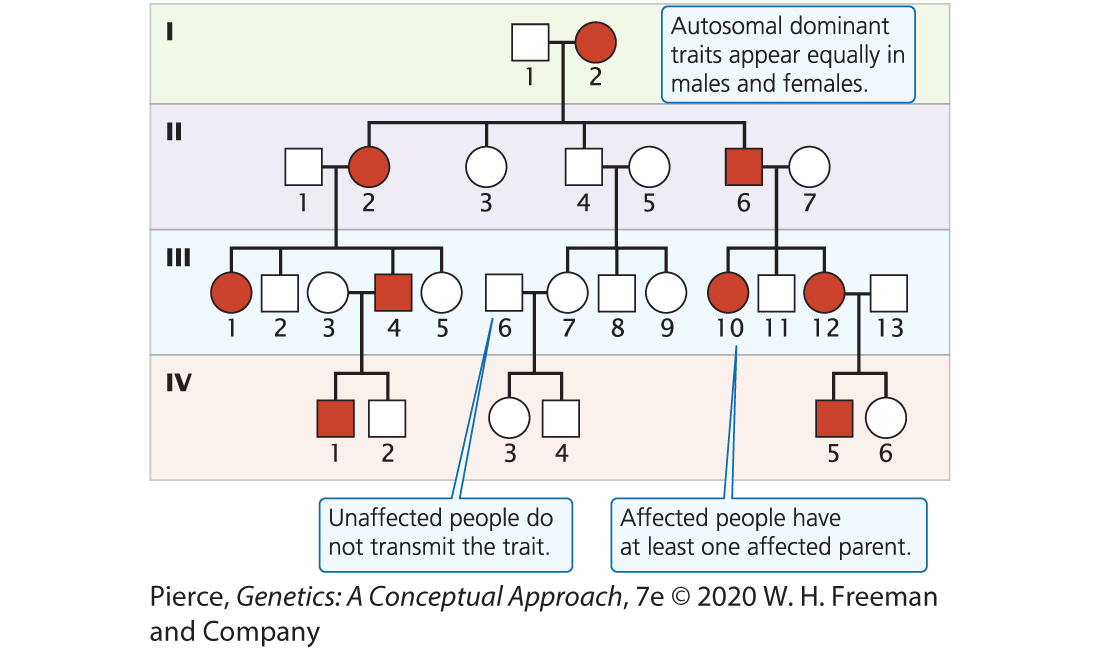 I
Autosomal dominant
traits appear equally in
males and females.
1 2
II
1 2 3 4 5 6 7
III
1 2 3 4 5 6 7 8 9 10 11 12 13
IV
1 2 3 4 5 6
Unaffected people do
not transmit the trait.
Affected people have
at least one affected parent.
Pierce, Genetics: A Conceptual Approach, 7e © 2020 W. H. Freeman
and Company